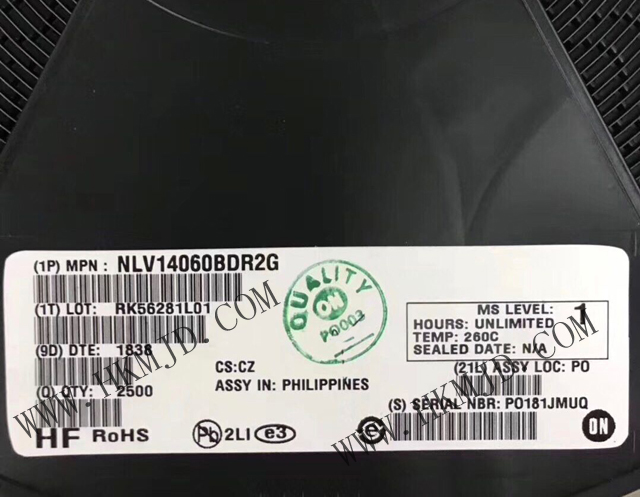 (1P) MPN : NLV14060BDR2G
(1T) LOT: RK56281L01
(9D) DTE: 1838
(Q) QTY: 2500
HF RoHS
Pb 2LI e3
CS:CZ
ASSY IN: PHILIPPINES
QUALITY
ON
P6003
MS LEVEL: 1
HOURS: UNLIMITED
TEMP: 260C
SEALED DATE: N/A
(21L) ASSY LOC: PO
(S) SERIAL NBR: PO181JMUQ
e
ON
WWW.HKMJD.COM
WWW.HKMJD.COM